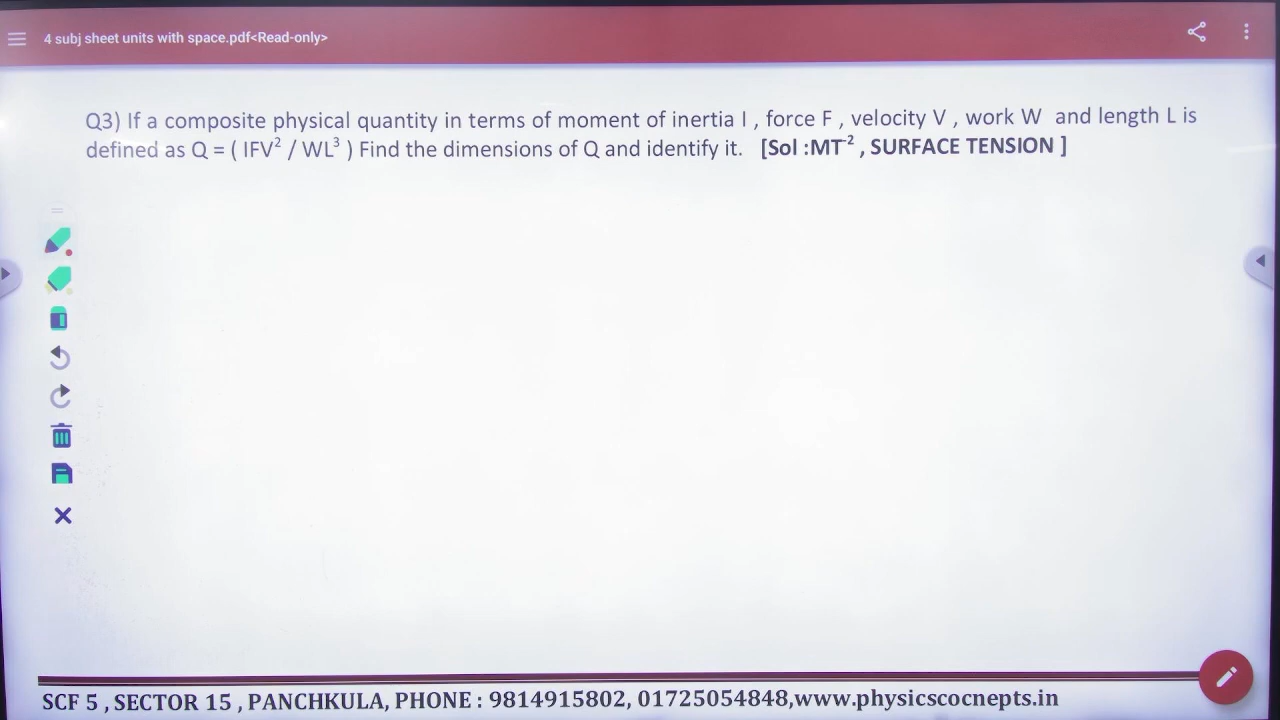 4 subj sheet units with space.pdf<Read-only>
Q3) If a composite physical quantity in terms of moment of inertia I , force F , velocity V , work W and length L is
defined as Q = ( IFV² / WL³ ) Find the dimensions of Q and identify it. [Sol :MT⁻² , SURFACE TENSION ]
SCF 5 , SECTOR 15 , PANCHKULA, PHONE : 9814915802, 01725054848,www.physicscocnepts.in